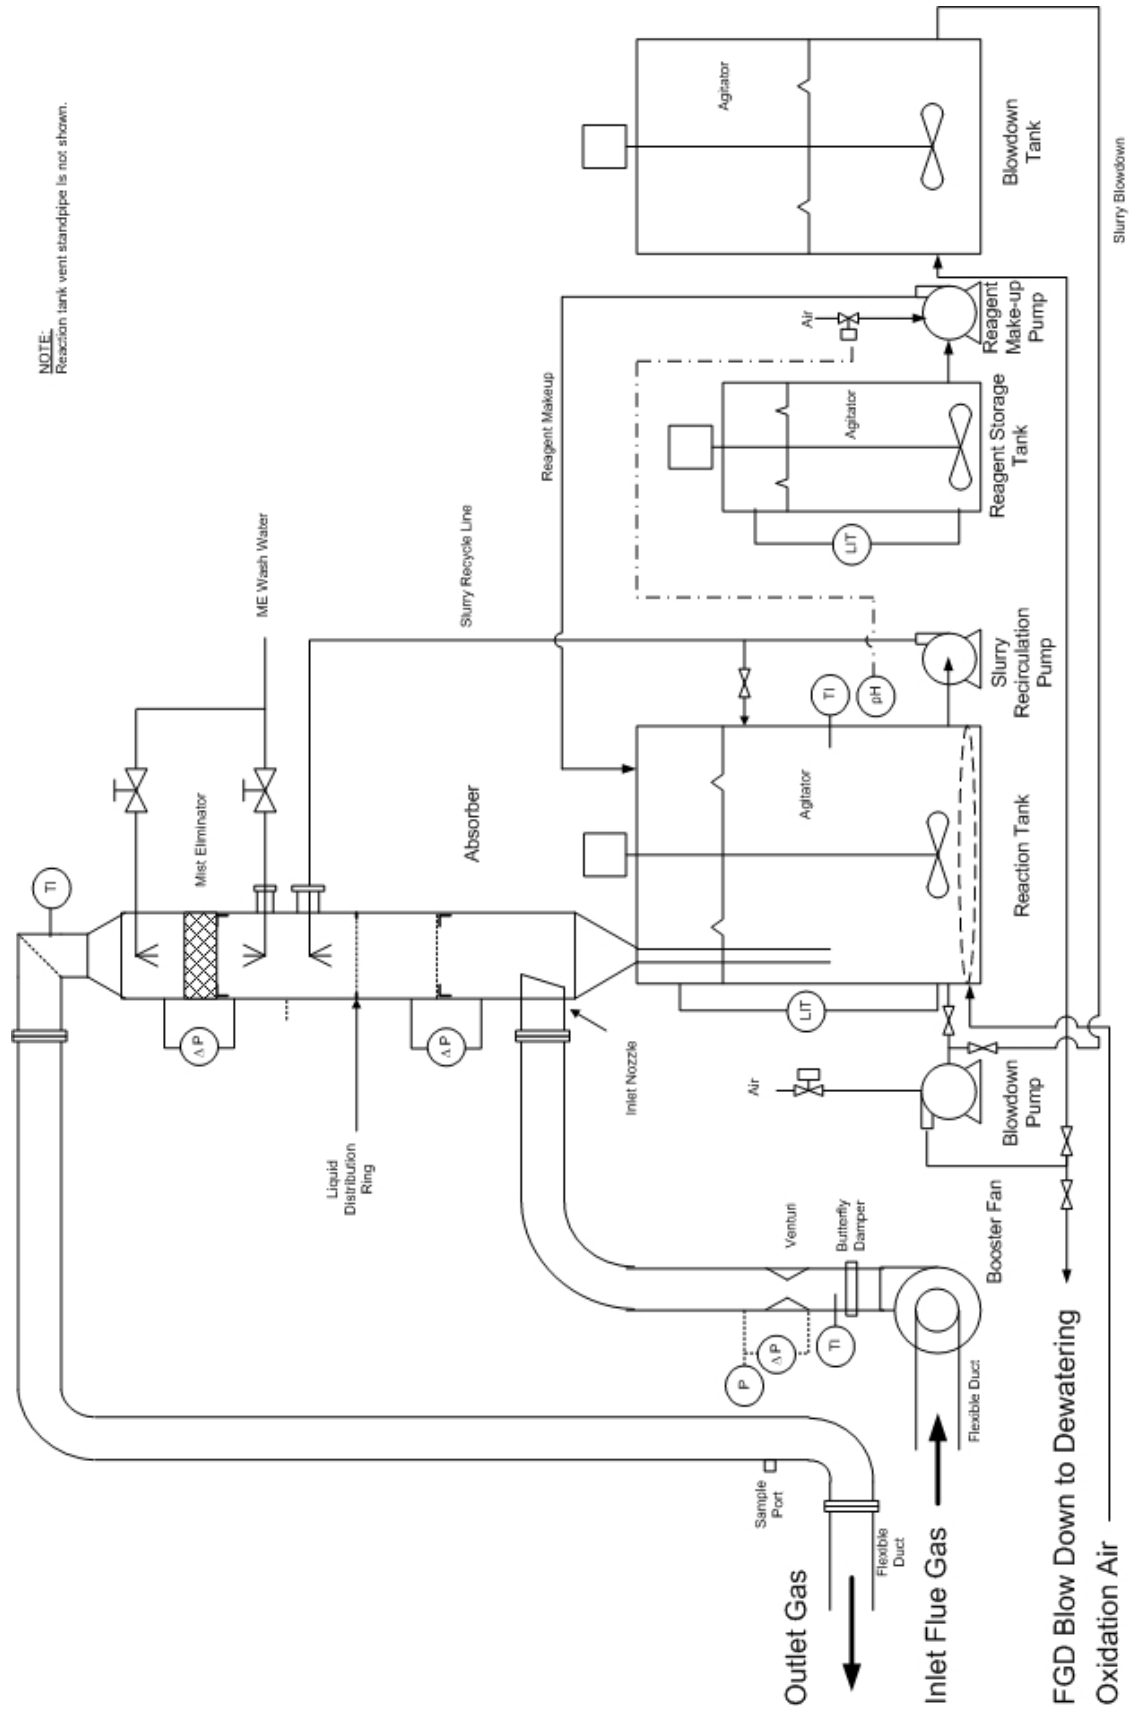 NOTE:
Reaction tank vent standpipe is not shown.
TI
Mist Eliminator
ME Wash Water
Δ P
Slurry Recycle Line
Absorber
Δ P
Liquid
Distribution
Ring
Inlet Nozzle
Reagent Makeup
Agitator
TI
pH
LIT
Reaction Tank
Slurry
Recirculation
Pump
LIT
Agitator
Reagent Storage
Tank
Air
Reagent
Make-up
Pump
Agitator
Blowdown
Tank
Slurry Blowdown
Air
Blowdown
Pump
Venturi
Butterfly
Damper
Booster Fan
P
Δ P
TI
Sample
Port
Flexible
Duct
Flexible Duct
Outlet Gas
Inlet Flue Gas
FGD Blow Down to Dewatering
Oxidation Air